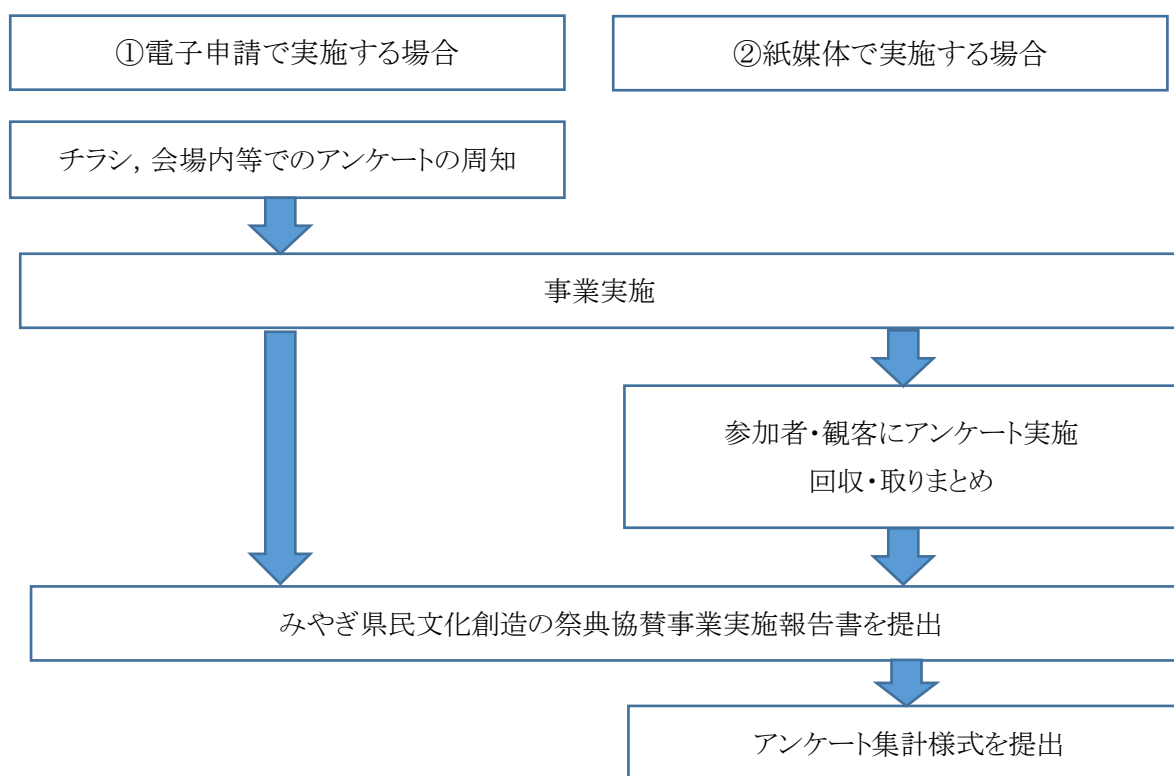 ①電子申請で実施する場合
②紙媒体で実施する場合
チラシ，会場内等でのアンケートの周知
事業実施
参加者・観客にアンケート実施
回収・取りまとめ
みやぎ県民文化創造の祭典協賛事業実施報告書を提出
アンケート集計様式を提出